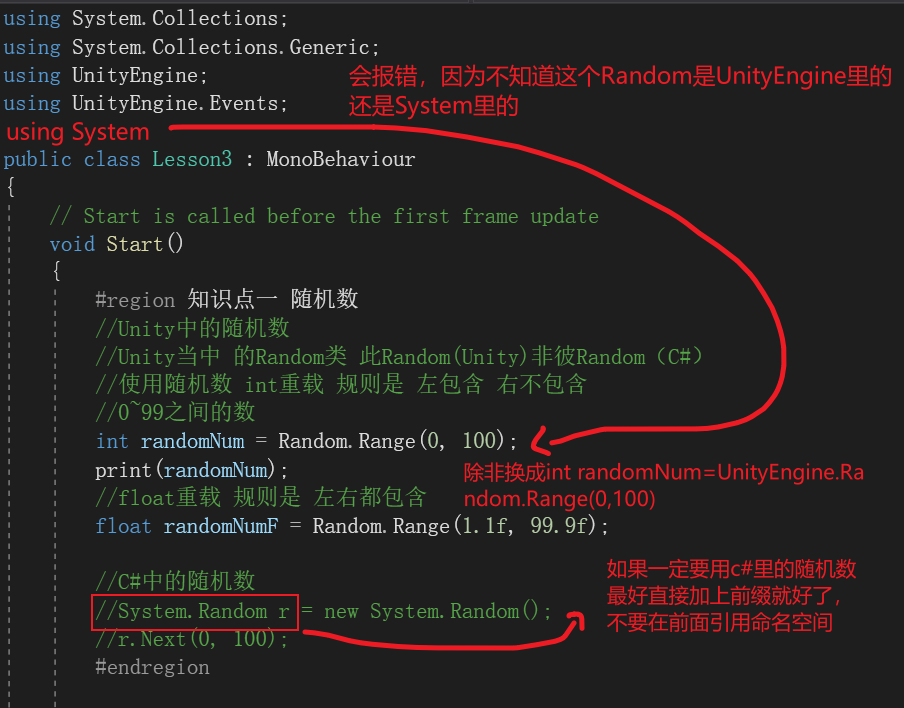 using System.Collections;
using System.Collections.Generic;
using UnityEngine;
using UnityEngine.Events;
会报错，因为不知道这个Random是UnityEngine里的
还是System里的
using System
public class Lesson3 : MonoBehaviour
{
// Start is called before the first frame update
void Start()
{
#region 知识点一 随机数
//Unity中的随机数
//Unity当中 的Random类 此Random(Unity)非彼Random（C#）
//使用随机数 int重载 规则是 左包含 右不包含
//0~99之间的数
int randomNum = Random.Range(0, 100);
print(randomNum);
除非换成int randomNum=UnityEngine.Ra
ndom.Range(0,100)
//float重载 规则是 左右都包含
float randomNumF = Random.Range(1.1f, 99.9f);
//C#中的随机数
//System.Random r = new System.Random();
//r.Next(0, 100);
#endregion
如果一定要用c#里的随机数
最好直接加上前缀就好了，
不要在前面引用命名空间